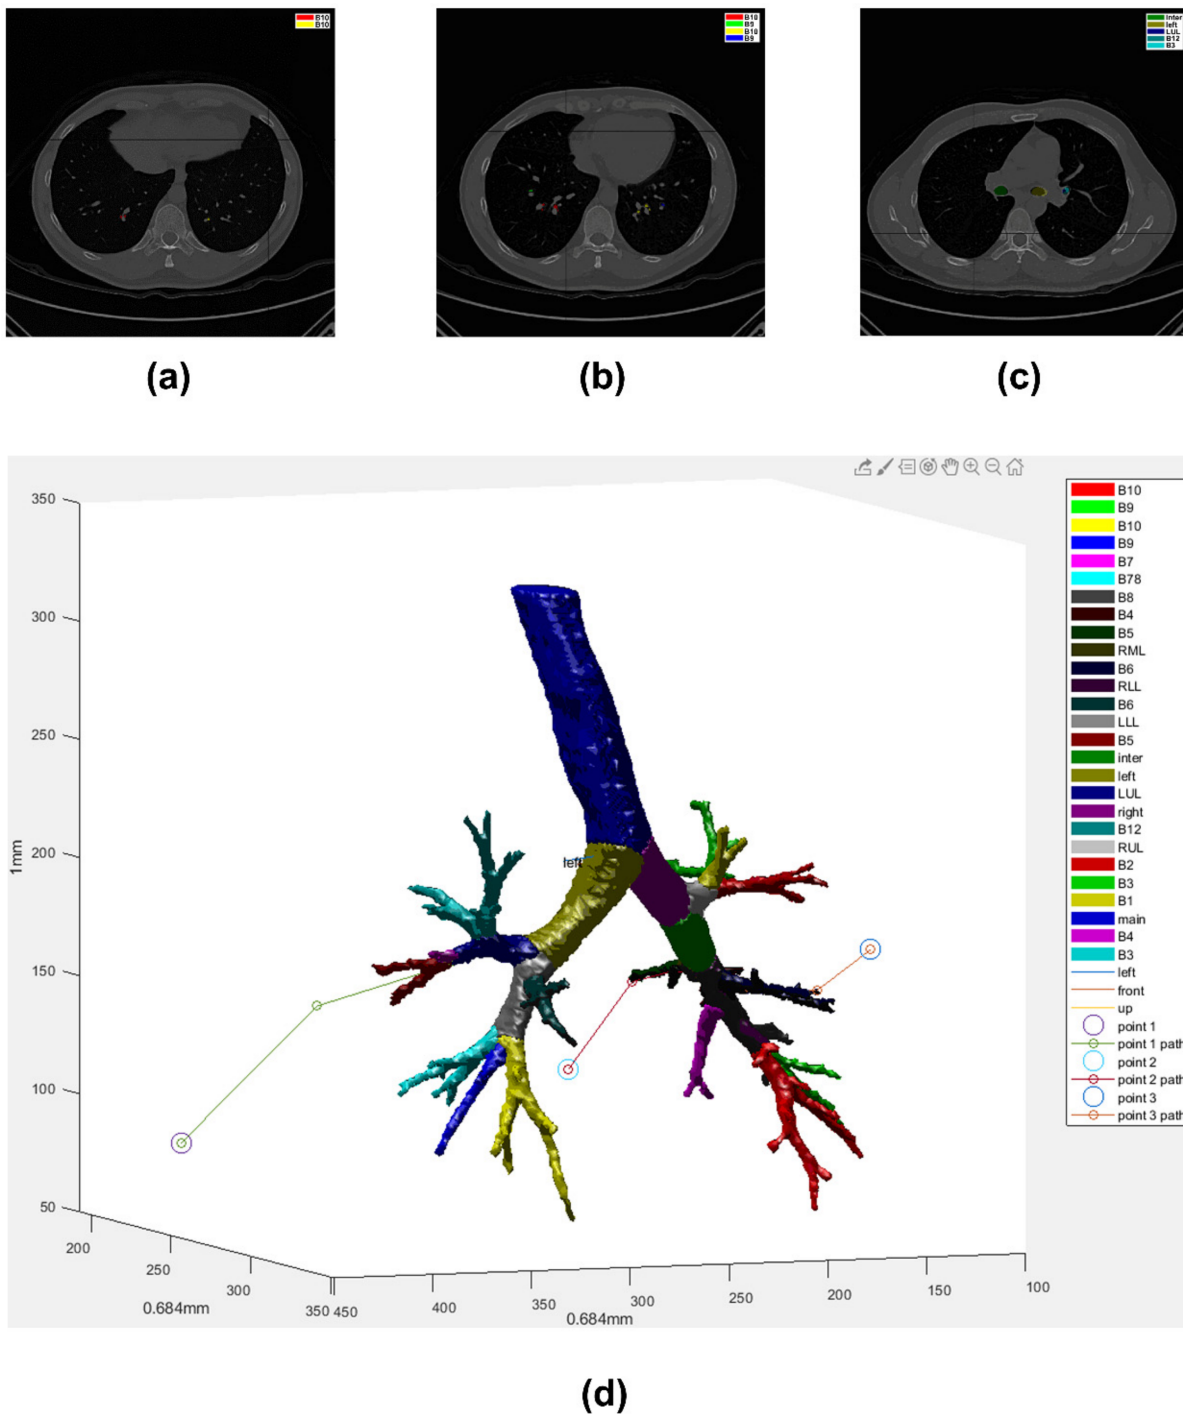 B10
B10
B10
B9
B10
B9
inter
left
LUL
B12
B3
(a)
(b)
(c)
350
300
250
200
150
100
50
1mm
left
200
250
300
350
0.684mm
450
400
350
300
250
200
150
100
0.684mm
B10
B9
B10
B9
B7
B78
B8
B4
B5
RML
B6
RLL
B6
LLL
B5
inter
left
LUL
right
B12
RUL
B2
B3
B1
main
B4
B3
left
front
up
point 1
point 1 path
point 2
point 2 path
point 3
point 3 path
(d)